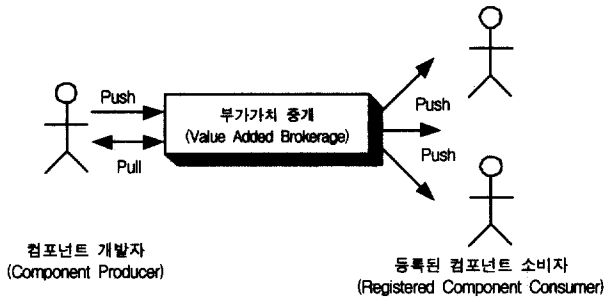 Push
부가가치 중개
(Value Added Brokerage)
Pull
Push
Push
컴포넌트 개발자
(Component Producer)
등록된 컴포넌트 소비자
(Registered Component Consumer)